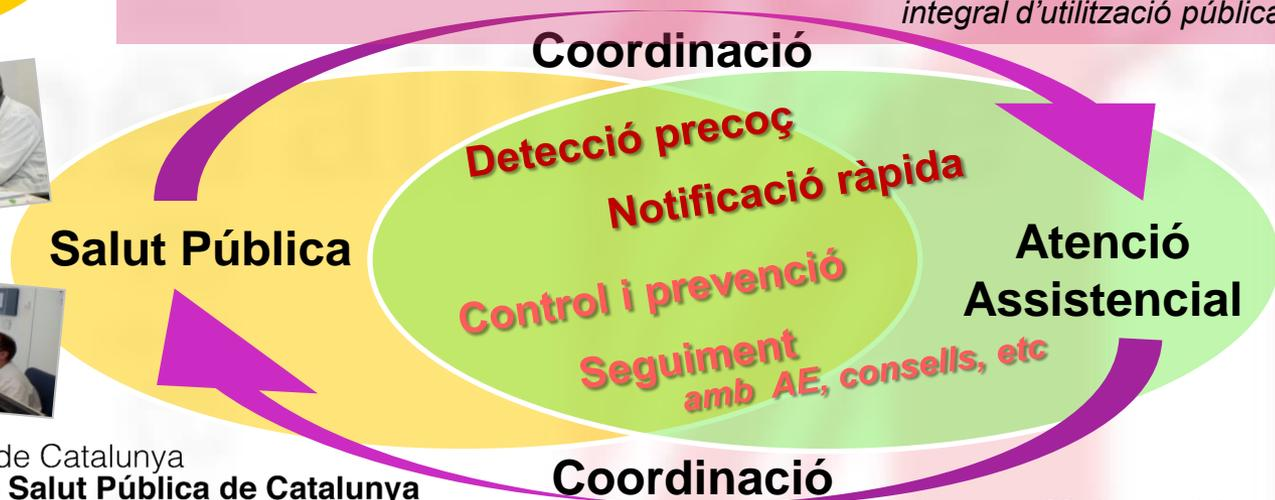 integral d'utilització pública
Coordinació
Detecció precoç
Notificació ràpida
Salut Pública
Atenció
Assistencial
Control i prevenció
Seguiment
amb AE, consells, etc
de Catalunya
Salut Pública de Catalunya
Coordinació